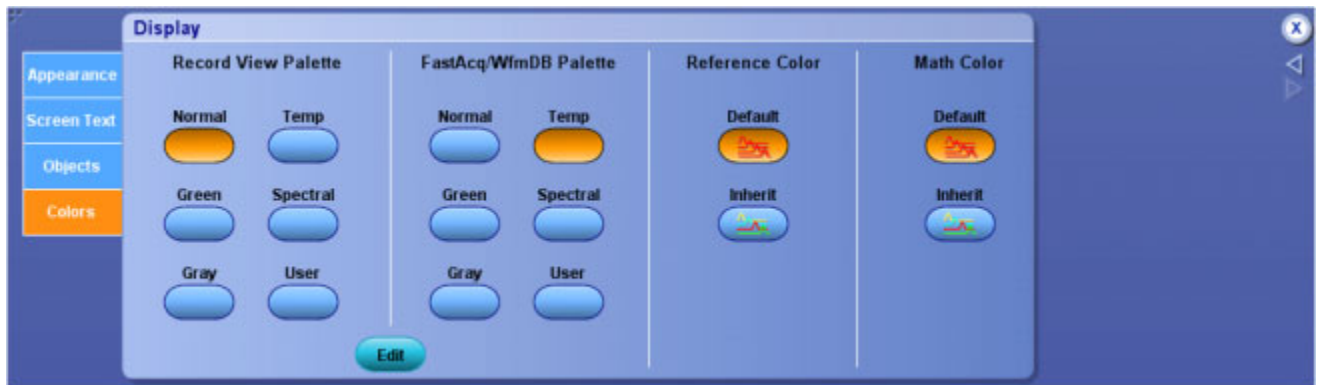 Display
X
Appearance
Screen Text
Objects
Colors
Record View Palette
Normal Temp
Green Spectral
Gray User
FastAcq/WfmDB Palette
Normal Temp
Green Spectral
Gray User
Edit
Reference Color
Default
Inherit
Math Color
Default
Inherit